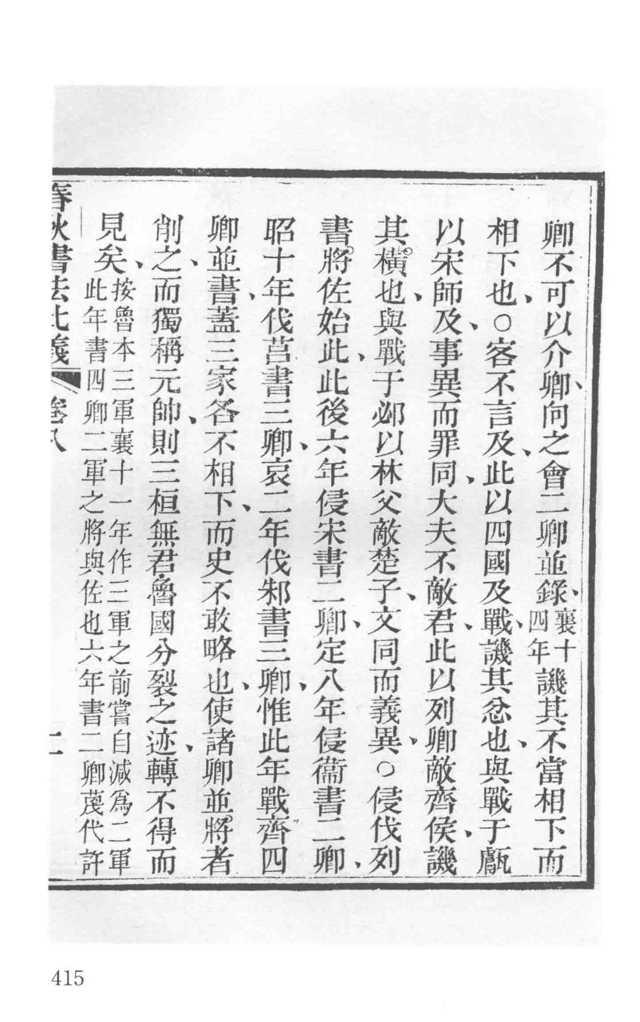 卿不可以介卿、向之會二卿並錄、襄十四年譏其不當相下而
相下也、○客不言及、此以四國及戰、譏其忿也、與戰于甗
以宋師及、事異而罪同、大夫不敵君、此以列卿敵齊侯、譏
其橫也、與戰于邲以林父敵楚子、文同而義異、○侵伐列
書將佐始此、此後六年侵宋書二卿、定八年侵衞書二卿、
昭十年伐莒書三卿、哀二年伐邾書三卿、惟此年戰齊四
卿並書、蓋三家各不相下、而史不敢略也、使諸卿並將者
削之、而獨稱元帥、則三桓無君、魯國分裂之迹、轉不得而
見矣、按魯本三軍襄十一年作三軍之前嘗自減爲二軍
此年書四卿二軍之將與佐也六年書二卿蔑代許
春秋書法比義 卷八 二
415